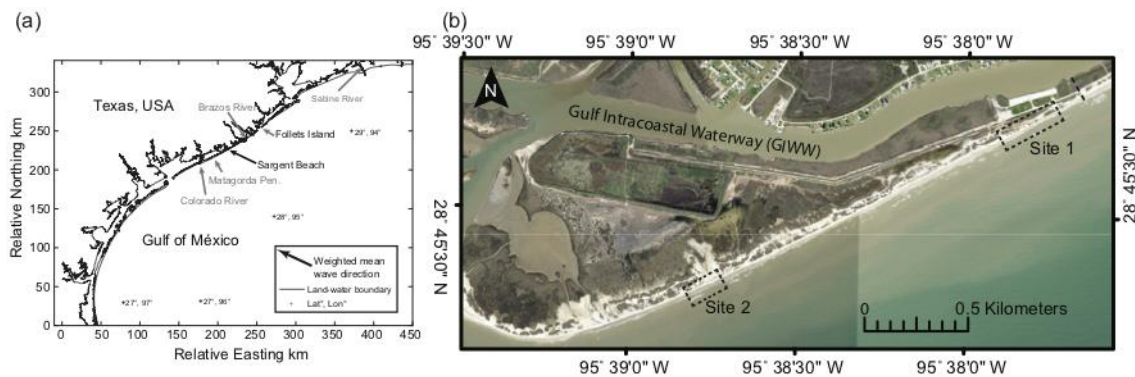 (a)
Relative Northing km
300
250
200
150
100
50
0
0 50 100 150 200 250 300 350 400 450
Relative Easting km
Texas, USA
Sabine River
Brazos River
Follets Island
+29°, 94°
Sargent Beach
Matagorda Pen.
Colorado River
+28°, 95°
Gulf of México
+27°, 97°
+27°, 96°
Weighted mean
wave direction
Land-water boundary
Lat°, Lon°
(b)
95° 39'30" W 95° 39'0" W 95° 38'30" W 95° 38'0" W
N
Gulf Intracoastal Waterway (GIWW)
Site 1
Site 2
28° 45'30" N
28° 45'30" N
0 0.5 Kilometers
95° 39'0" W 95° 38'30" W 95° 38'0" W